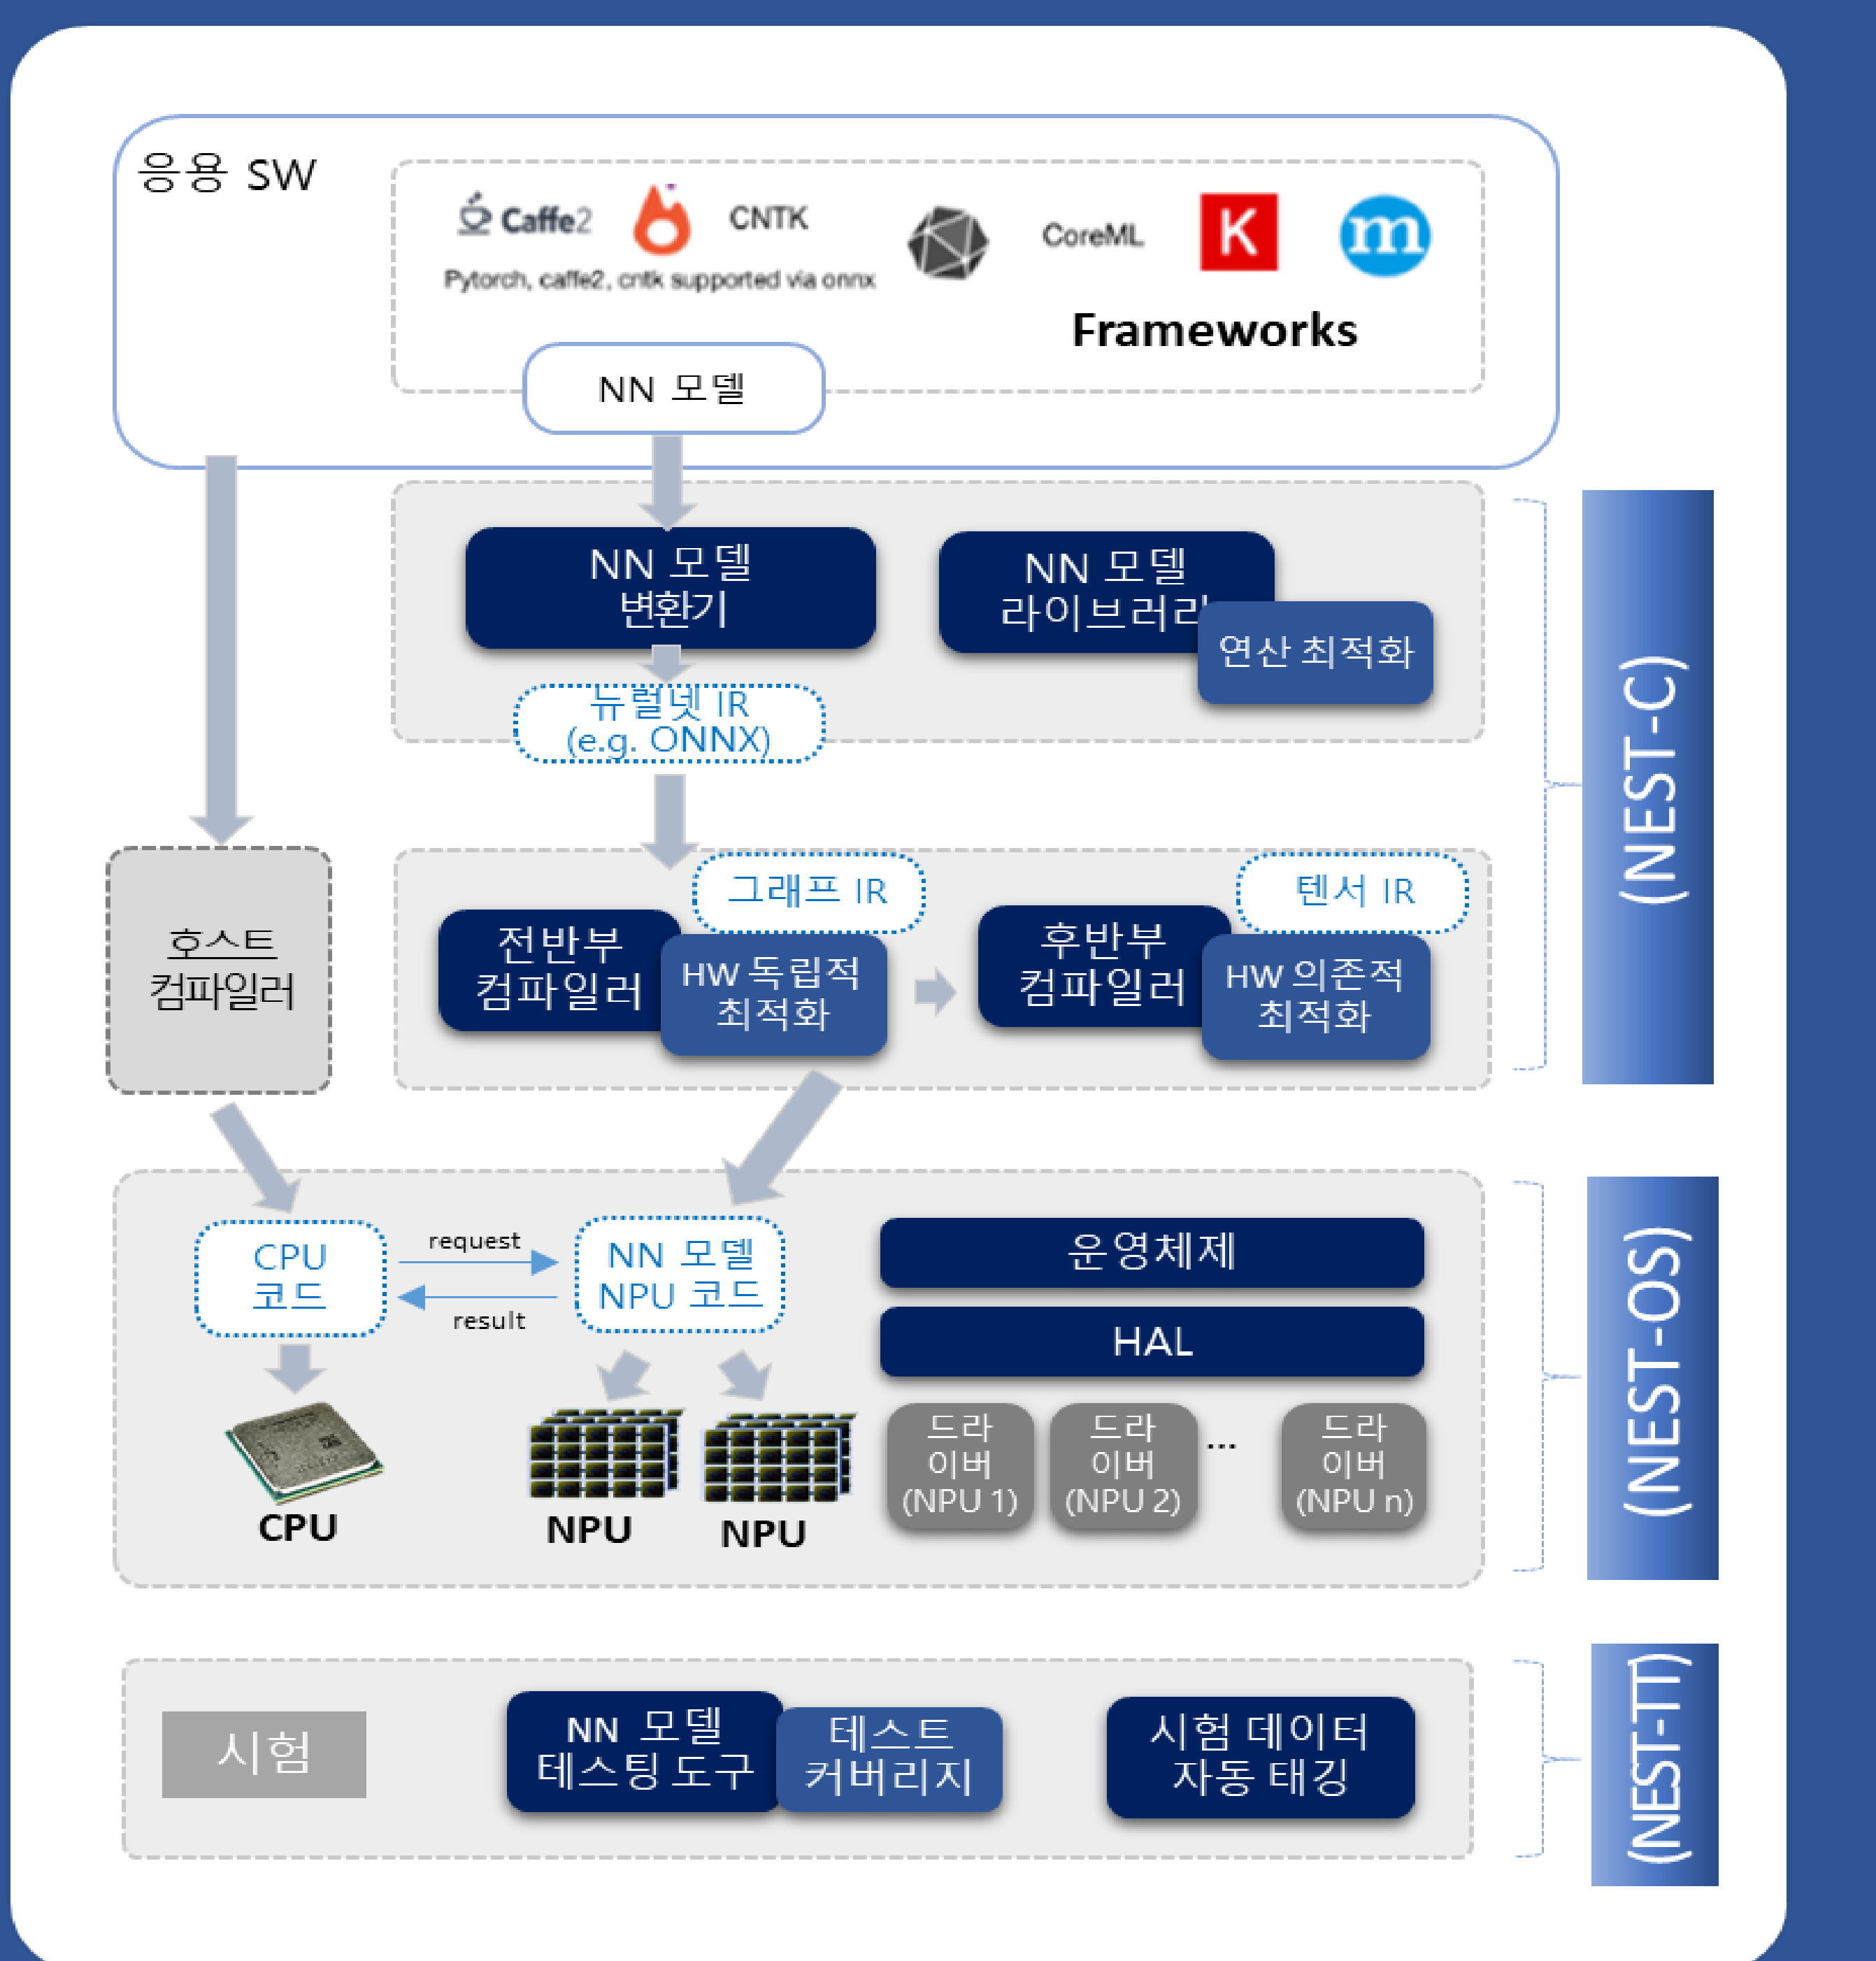 응용 SW
Caffe2
CNTK
CoreML
K
m
Pytorch, caffe2, cntk supported via onnx
Frameworks
NN 모델
NN 모델
변환기
NN 모델
라이브러리
연산 최적화
뉴럴넷 IR
(e.g. ONNX)
(NEST-C)
호스트
컴파일러
그래프 IR
전반부
컴파일러
HW 독립적
최적화
텐서 IR
후반부
컴파일러
HW 의존적
최적화
CPU
코드
request
result
NN 모델
NPU 코드
운영체제
HAL
드라
이버
(NPU 1)
드라
이버
(NPU 2)
...
드라
이버
(NPU n)
CPU
NPU
NPU
(NEST-OS)
시험
NN 모델
테스팅 도구
테스트
커버리지
시험 데이터
자동 태깅
(NEST-TT)